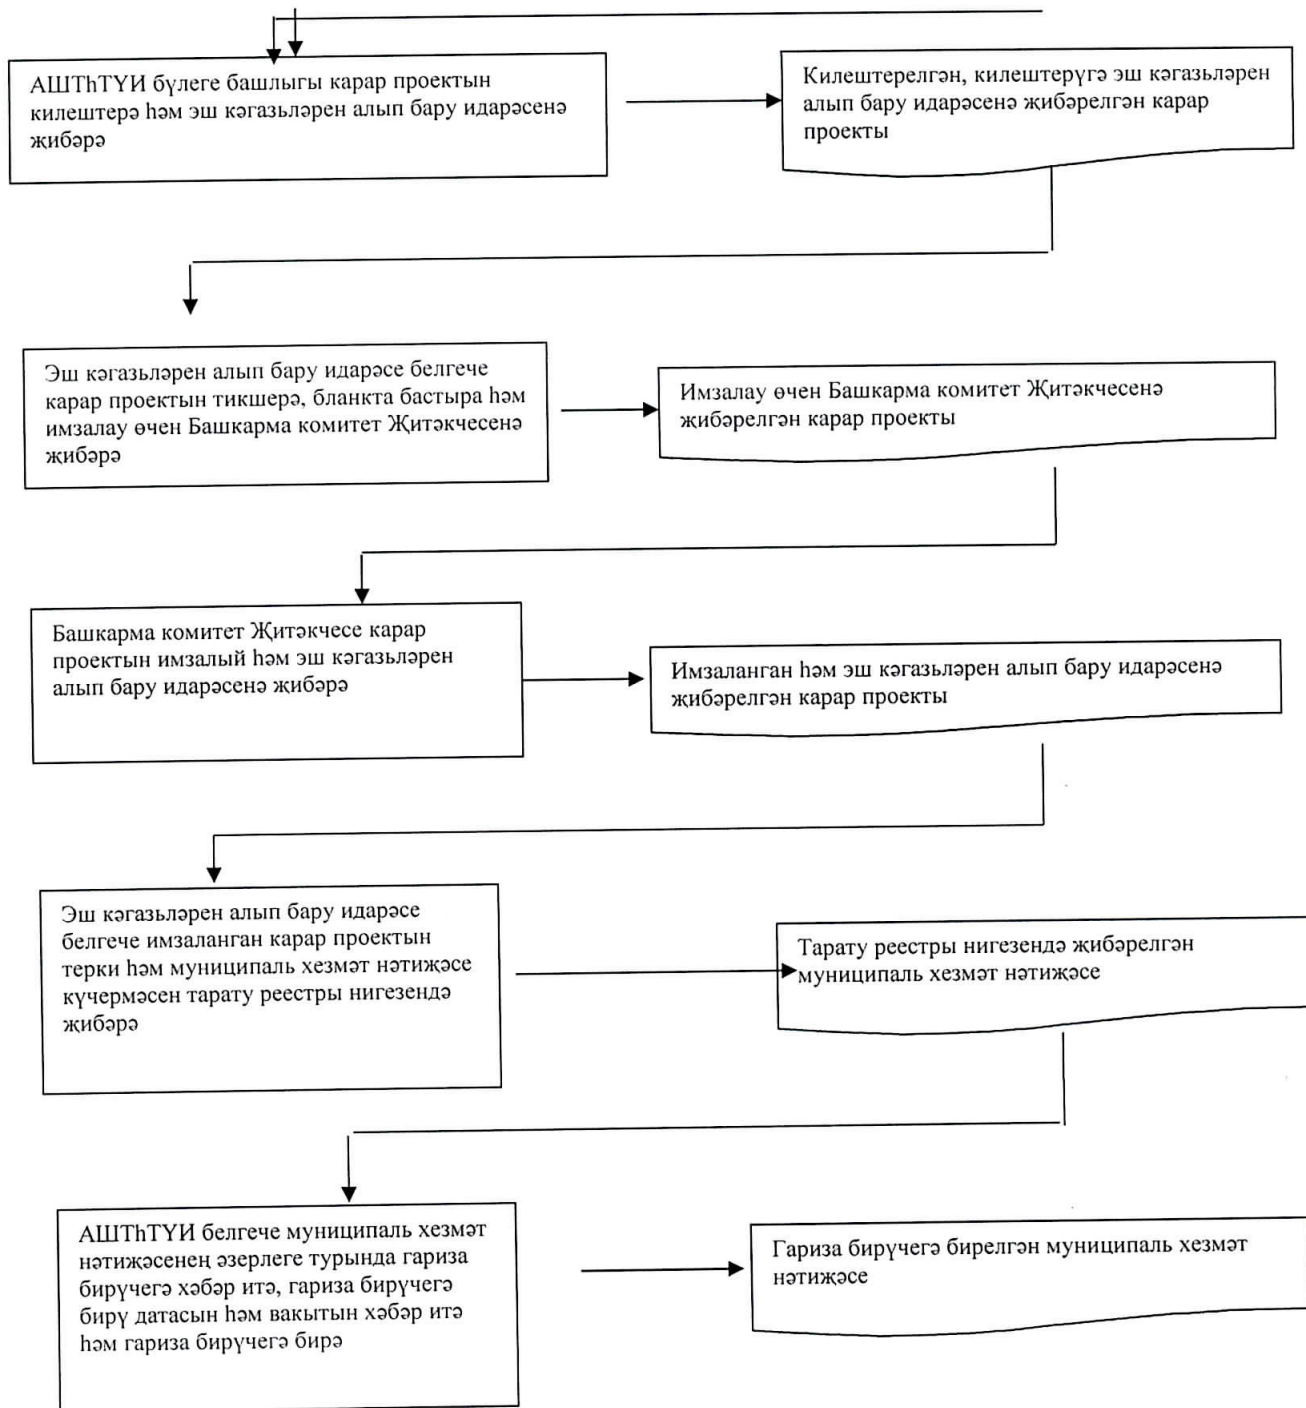 АШТһТҮИ бүлеге башлыгы карар проектын
килештерә һәм эш кәгазьләрен алып бару идарәсенә
җибәрә
Килештерелгән, килештерүгә эш кәгазьләрен
алып бару идарәсенә җибәрелгән карар
проекты
Эш кәгазьләрен алып бару идарәсе белгече
карар проектын тикшерә, бланкта бастыра һәм
имзалау өчен Башкарма комитет Җитәкчесенә
җибәрә
Имзалау өчен Башкарма комитет Җитәкчесенә
җибәрелгән карар проекты
Башкарма комитет Җитәкчесе карар
проектын имзалый һәм эш кәгазьләрен
алып бару идарәсенә җибәрә
Имзаланган һәм эш кәгазьләрен алып бару идарәсенә
җибәрелгән карар проекты
Эш кәгазьләрен алып бару идарәсе
белгече имзаланган карар проектын
терки һәм муниципаль хезмәт нәтиҗәсе
күчермәсен тарату реестры нигезендә
җибәрә
Тарату реестры нигезендә җибәрелгән
муниципаль хезмәт нәтиҗәсе
АШТһТҮИ белгече муниципаль хезмәт
нәтиҗәсенең әзерлеге турында гариза
бирүчегә хәбәр итә, гариза бирүчегә
бирү датасын һәм вакытын хәбәр итә
һәм гариза бирүчегә бирә
Гариза бирүчегә бирелгән муниципаль хезмәт
нәтиҗәсе